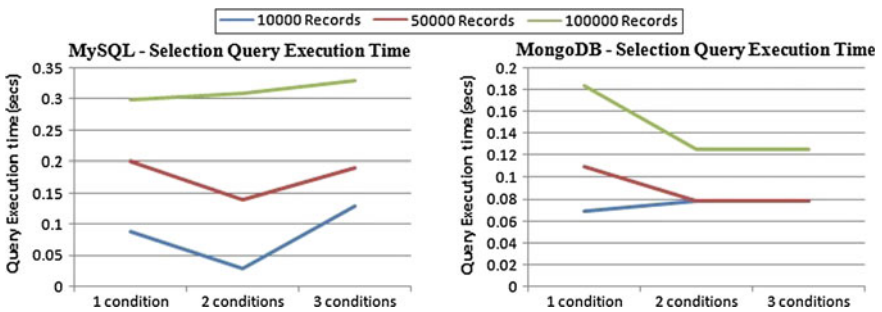 10000 Records 50000 Records 100000 Records
MySQL - Selection Query Execution Time
Query Execution time (secs)
0.35
0.3
0.25
0.2
0.15
0.1
0.05
0
1 condition 2 conditions 3 conditions
MongoDB - Selection Query Execution Time
Query Execution time (secs)
0.2
0.18
0.16
0.14
0.12
0.1
0.08
0.06
0.04
0.02
0
1 condition 2 conditions 3 conditions